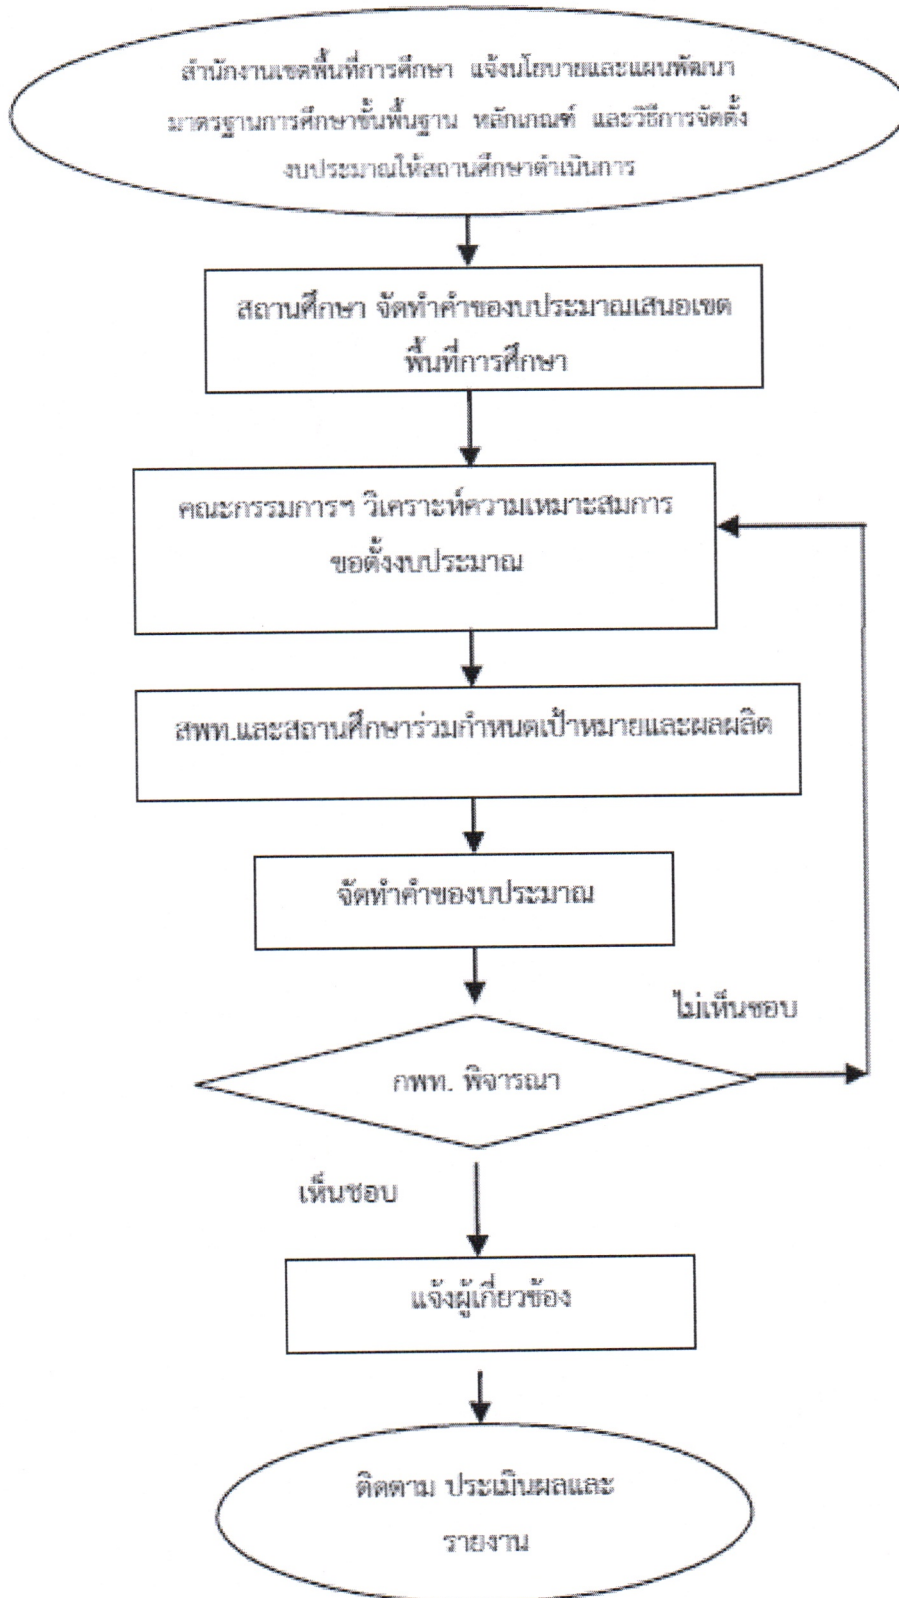 สำนักงานเขตพื้นที่การศึกษา แจ้งนโยบายและแผนพัฒนา
มาตรฐานการศึกษาขั้นพื้นฐาน หลักเกณฑ์ และวิธีการจัดตั้ง
งบประมาณให้สถานศึกษาดำเนินการ
สถานศึกษา จัดทำคำของบประมาณเสนอเขต
พื้นที่การศึกษา
คณะกรรมการฯ วิเคราะห์ความเหมาะสมการ
ขอตั้งงบประมาณ
สพท.และสถานศึกษาร่วมกำหนดเป้าหมายและผลผลิต
จัดทำคำของบประมาณ
ไม่เห็นชอบ
กพท. พิจารณา
เห็นชอบ
แจ้งผู้เกี่ยวข้อง
ติดตาม ประเมินผลและ
รายงาน